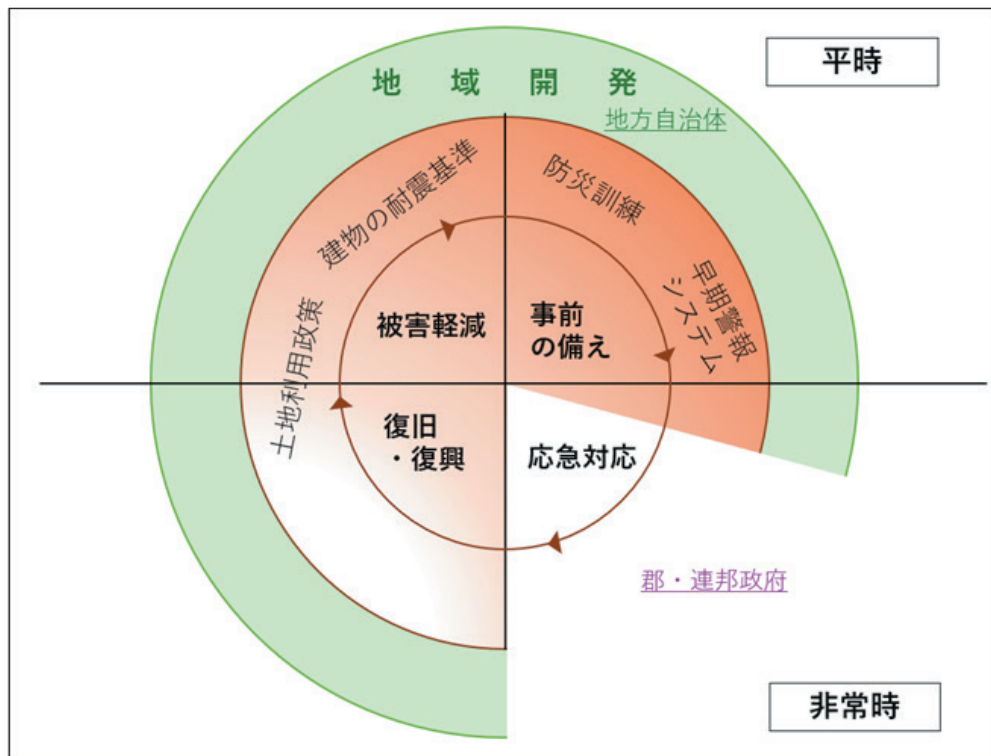 平時
地域開発
地方自治体
建物の耐震基準
防災訓練
早期警報
システム
土地利用政策
被害軽減
事前
の備え
復旧
・復興
応急対応
郡・連邦政府
非常時